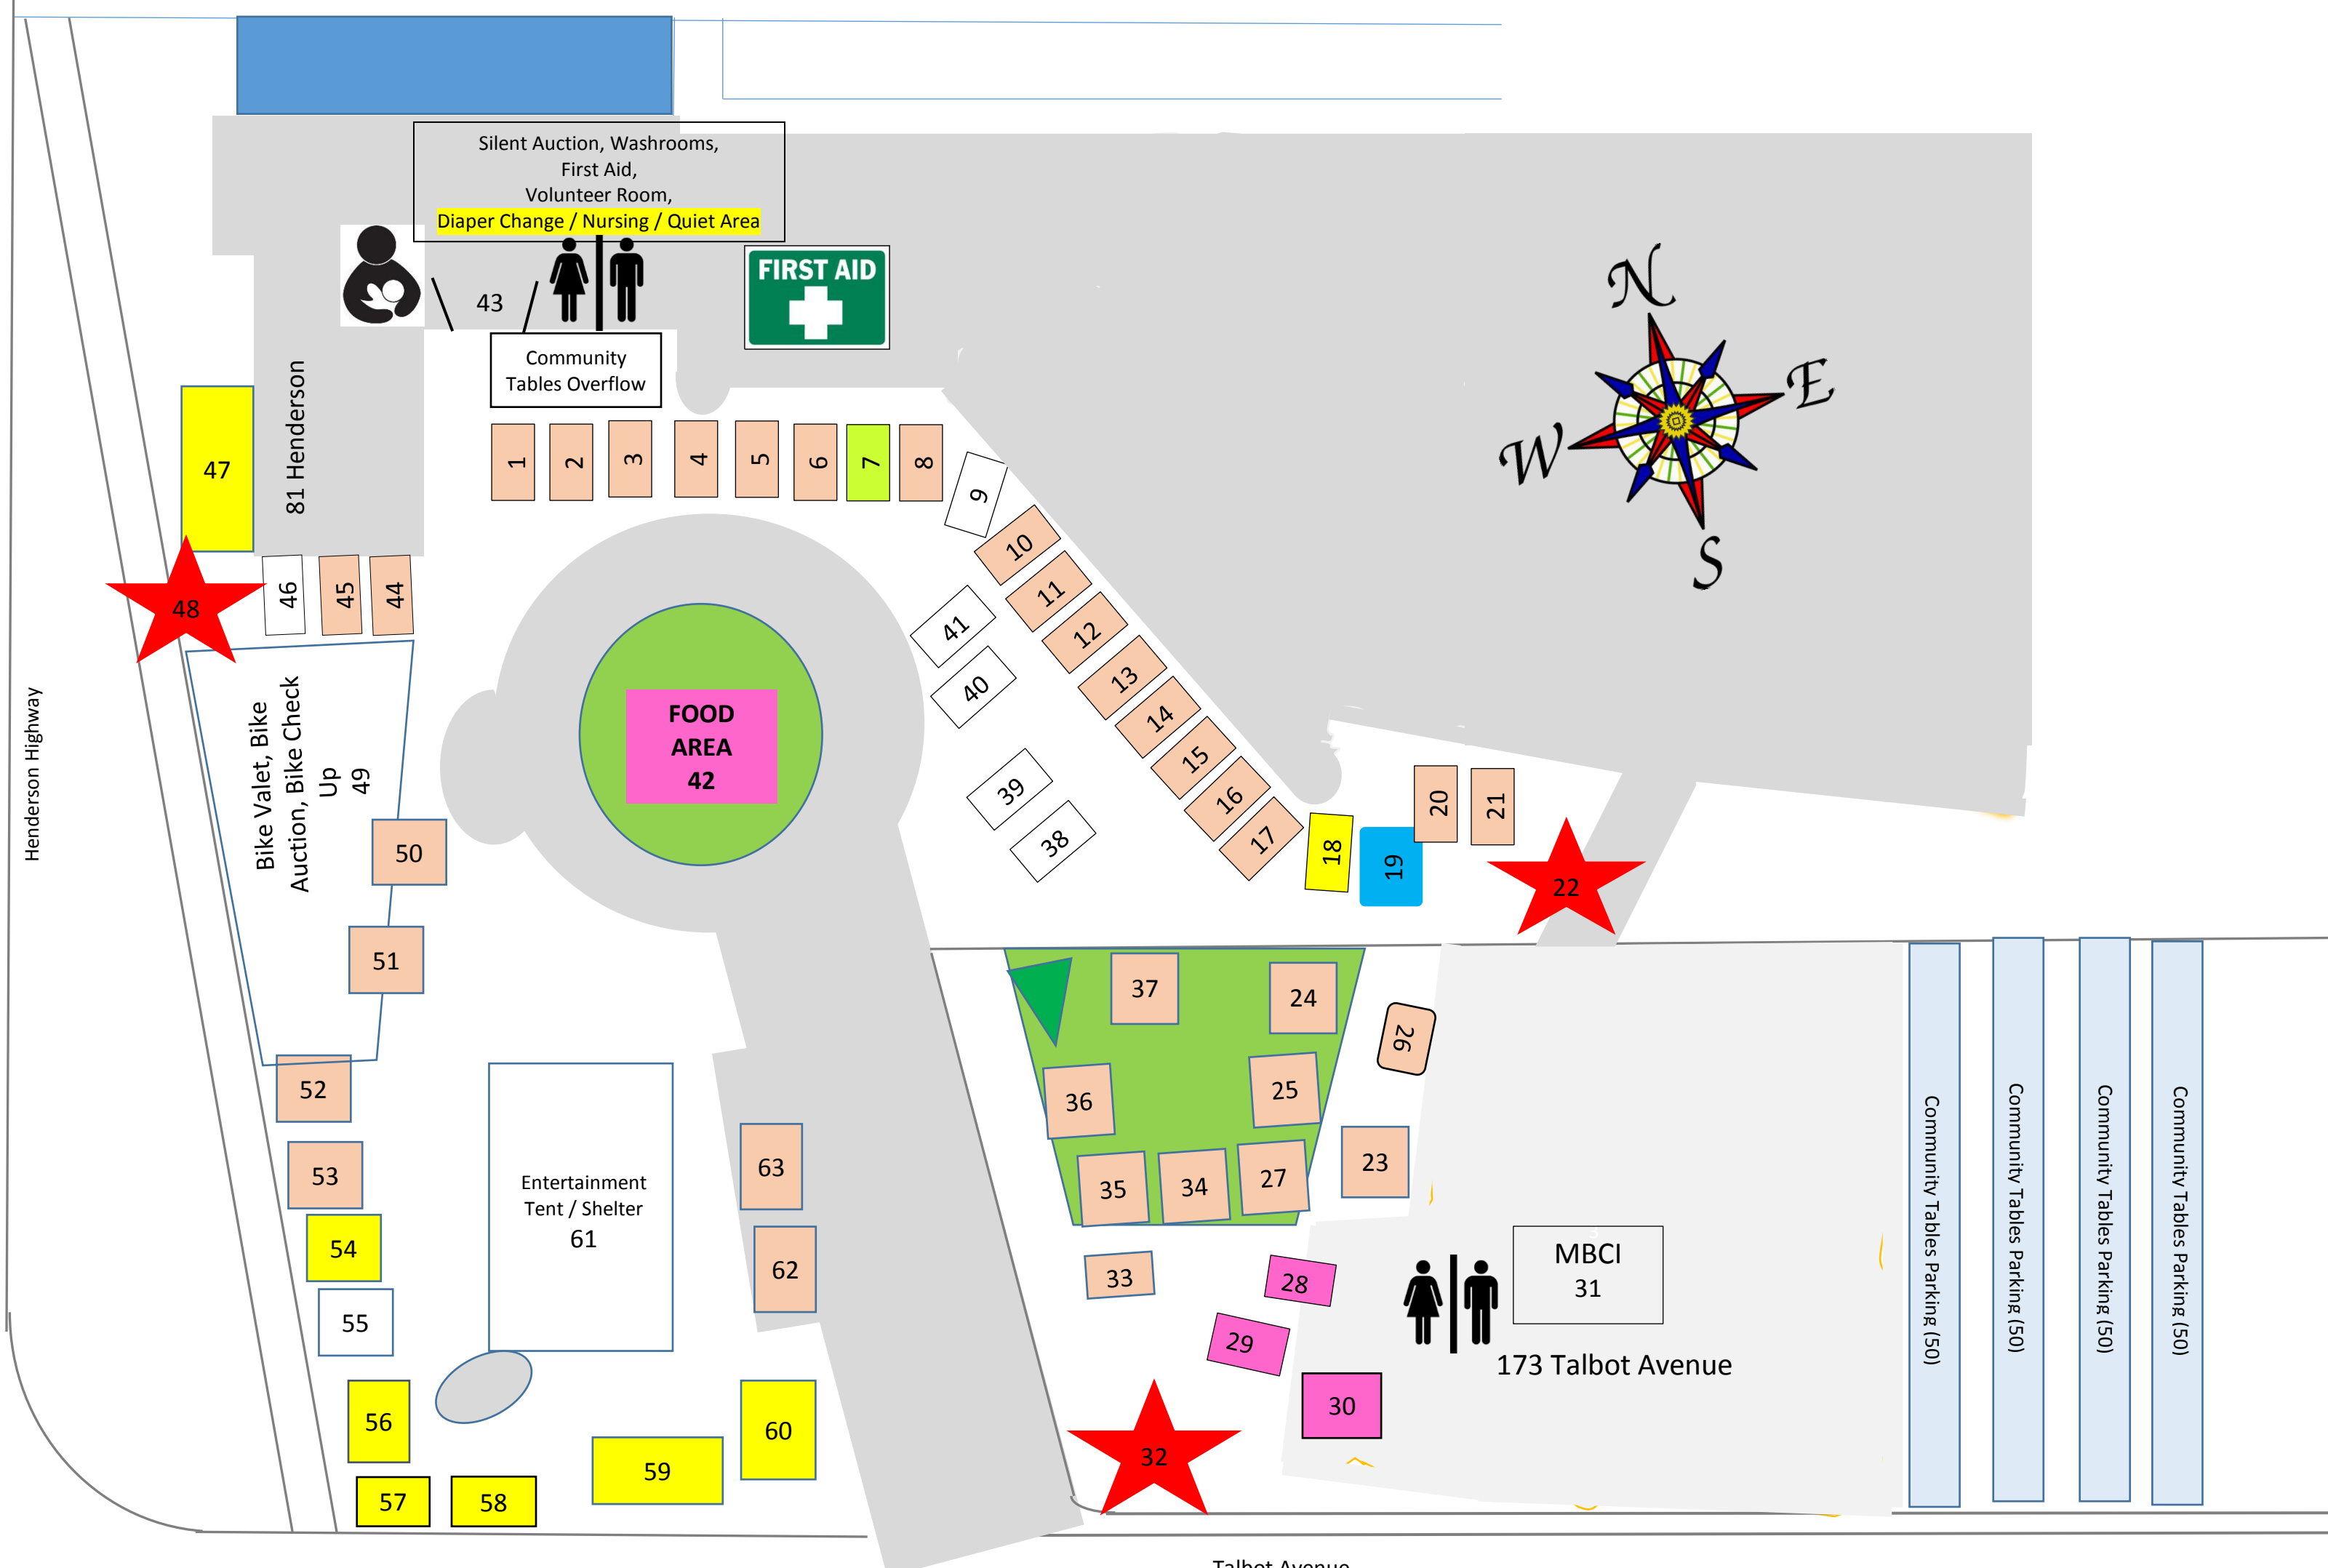 Silent Auction, Washrooms,
First Aid,
Volunteer Room,
Diaper Change / Nursing / Quiet Area
FIRST AID
43
Community
Tables Overflow
81 Henderson
N
E
W
S
47
1
2
3
4
5
6
7
8
9
10
11
12
13
14
15
16
17
18
19
20
21
22
48
46
45
44
41
40
39
38
FOOD
AREA
42
Henderson Highway
Bike Valet, Bike
Auction, Bike Check
Up
49
50
51
52
53
54
55
56
57
58
59
60
Entertainment
Tent / Shelter
61
63
62
37
24
26
36
25
23
35
34
27
33
28
29
30
32
MBCI
31
173 Talbot Avenue
Community Tables Parking (50)
Community Tables Parking (50)
Community Tables Parking (50)
Community Tables Parking (50)
Talbot Avenue